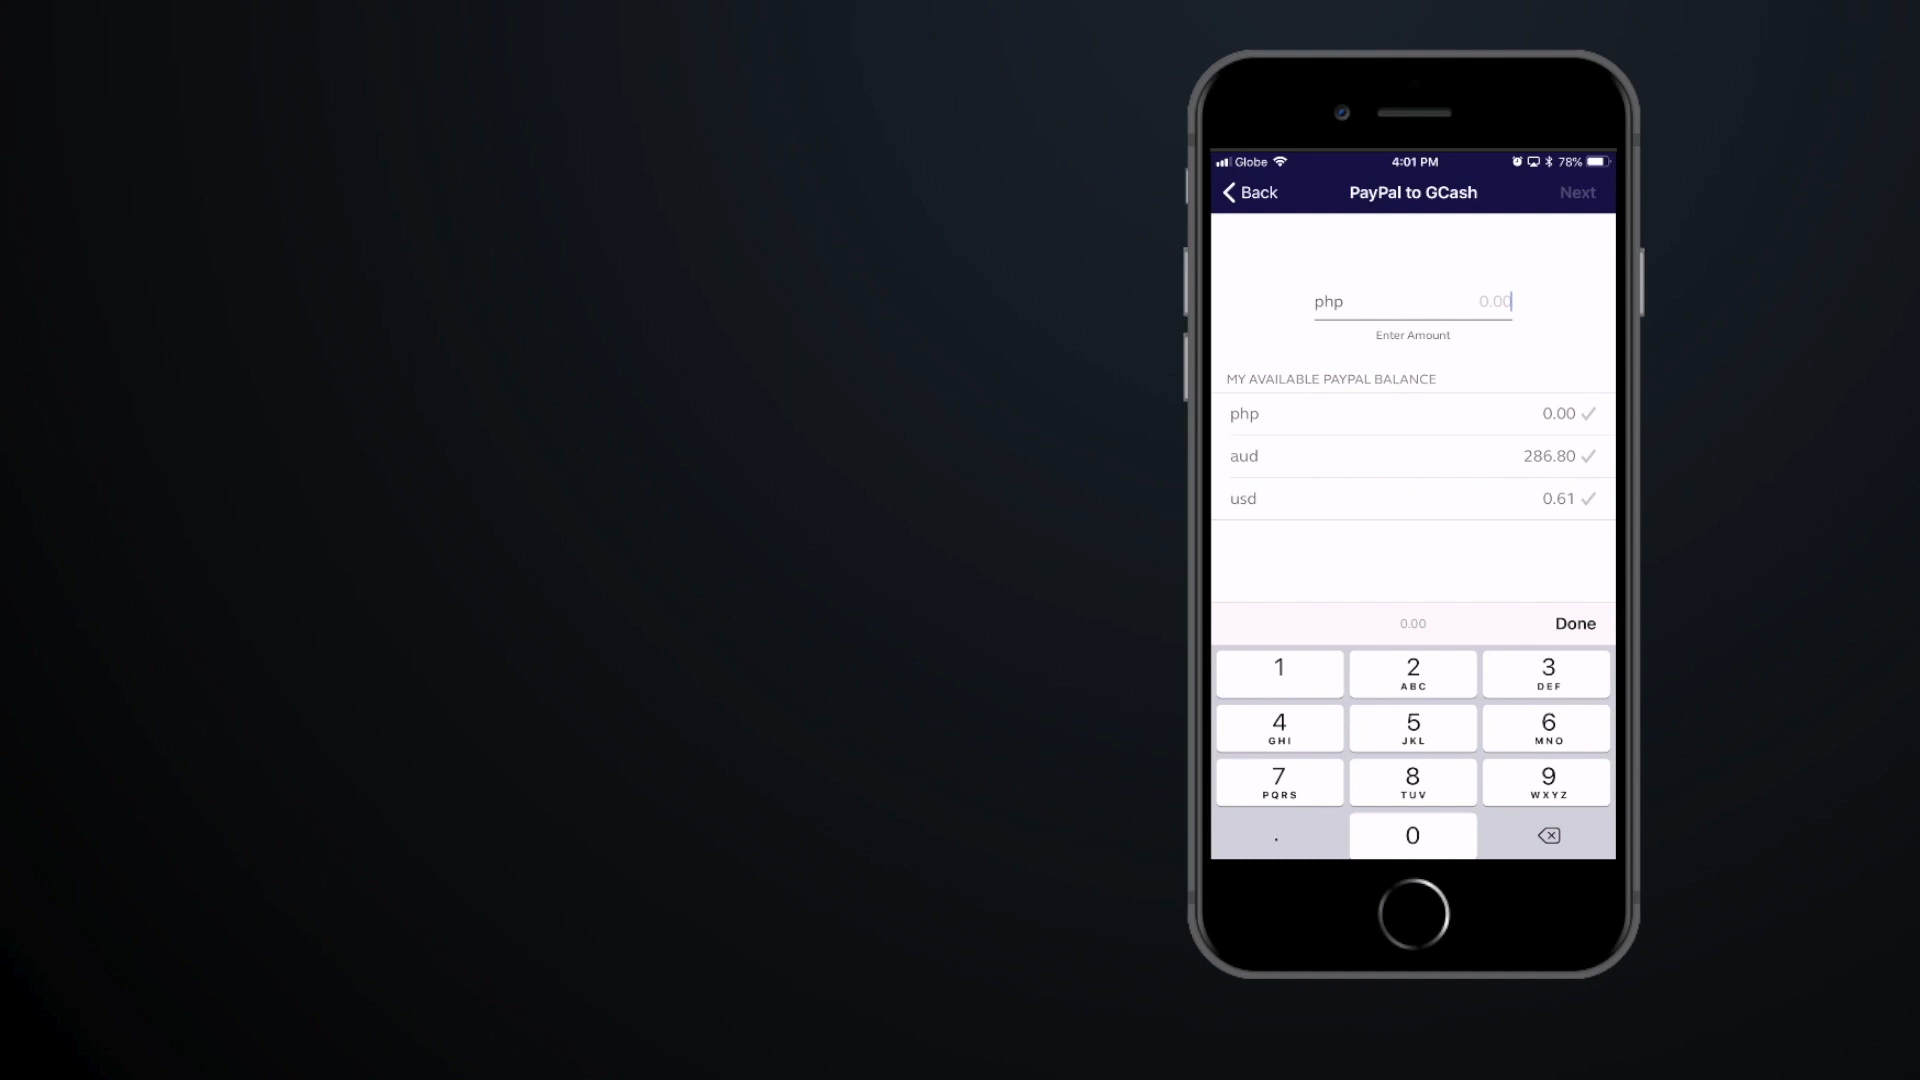 Globe 4:01 PM 78%
Back PayPal to GCash Next
php 0.00
Enter Amount
MY AVAILABLE PAYPAL BALANCE
php 0.00
aud 286.80
usd 0.61
0.00 Done
1 2 3
ABC DEF
4 5 6
GHI JKL MNO
7 8 9
PQRS TUV WXYZ
. 0